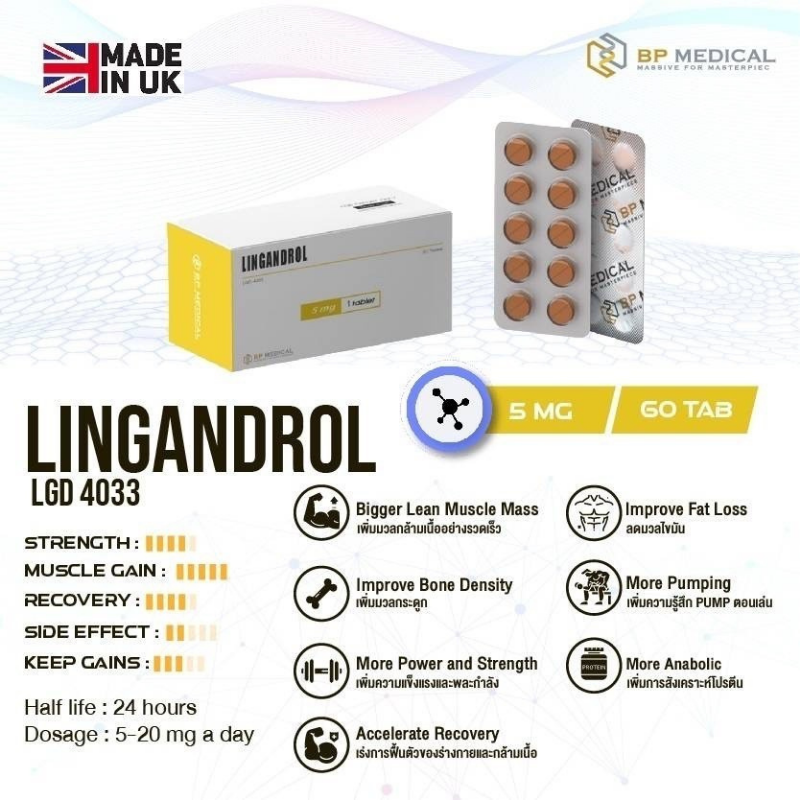 MADE
IN UK
BP MEDICAL
MASSIVE FOR MASTERPIEC
EDICAL
BP
MEDICAL
BP MED
BP MEDICAL
LINGANDROL
LGD 4033
5 mg 1 tablet
BP MEDICAL
LINGANDROL
LGD 4033
5 MG
60 TAB
STRENGTH :
MUSCLE GAIN :
RECOVERY :
SIDE EFFECT :
KEEP GAINS :
Half life : 24 hours
Dosage : 5-20 mg a day
Bigger Lean Muscle Mass
เพิ่มมวลกล้ามเนื้ออย่างรวดเร็ว
Improve Bone Density
เพิ่มมวลกระดูก
More Power and Strength
เพิ่มความแข็งแรงและพละกำลัง
Accelerate Recovery
เร่งการฟื้นตัวของร่างกายและกล้ามเนื้อ
Improve Fat Loss
ลดมวลไขมัน
More Pumping
เพิ่มความรู้สึก PUMP ตอนเล่น
PROTEIN
More Anabolic
เพิ่มการสังเคราะห์โปรตีน